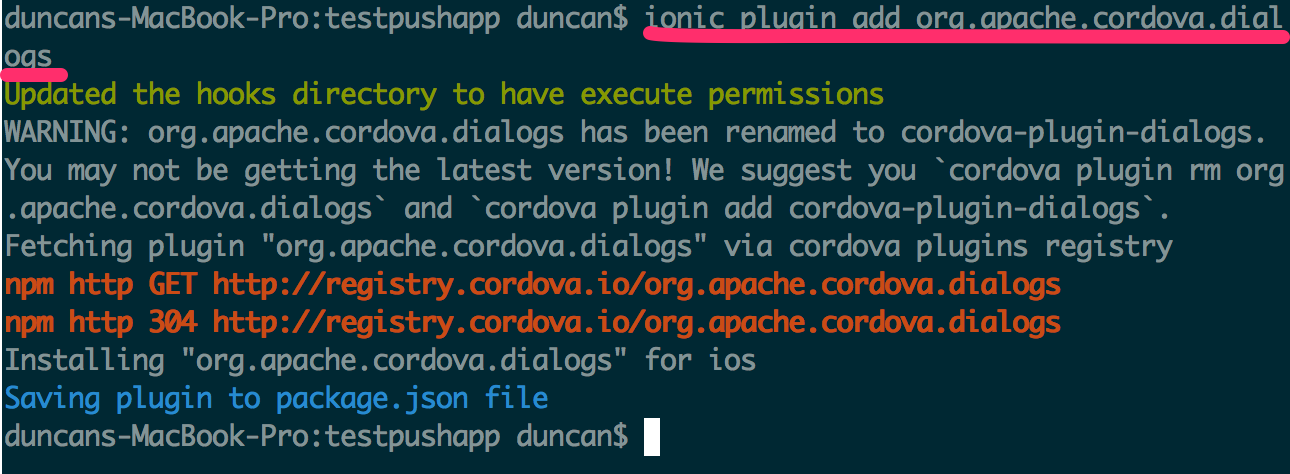 duncans-MacBook-Pro:testpushapp duncan$ ionic plugin add org.apache.cordova.dial
ogs
Updated the hooks directory to have execute permissions
WARNING: org.apache.cordova.dialogs has been renamed to cordova-plugin-dialogs.
You may not be getting the latest version! We suggest you `cordova plugin rm org
.apache.cordova.dialogs` and `cordova plugin add cordova-plugin-dialogs`.
Fetching plugin "org.apache.cordova.dialogs" via cordova plugins registry
npm http GET http://registry.cordova.io/org.apache.cordova.dialogs
npm http 304 http://registry.cordova.io/org.apache.cordova.dialogs
Installing "org.apache.cordova.dialogs" for ios
Saving plugin to package.json file
duncans-MacBook-Pro:testpushapp duncan$